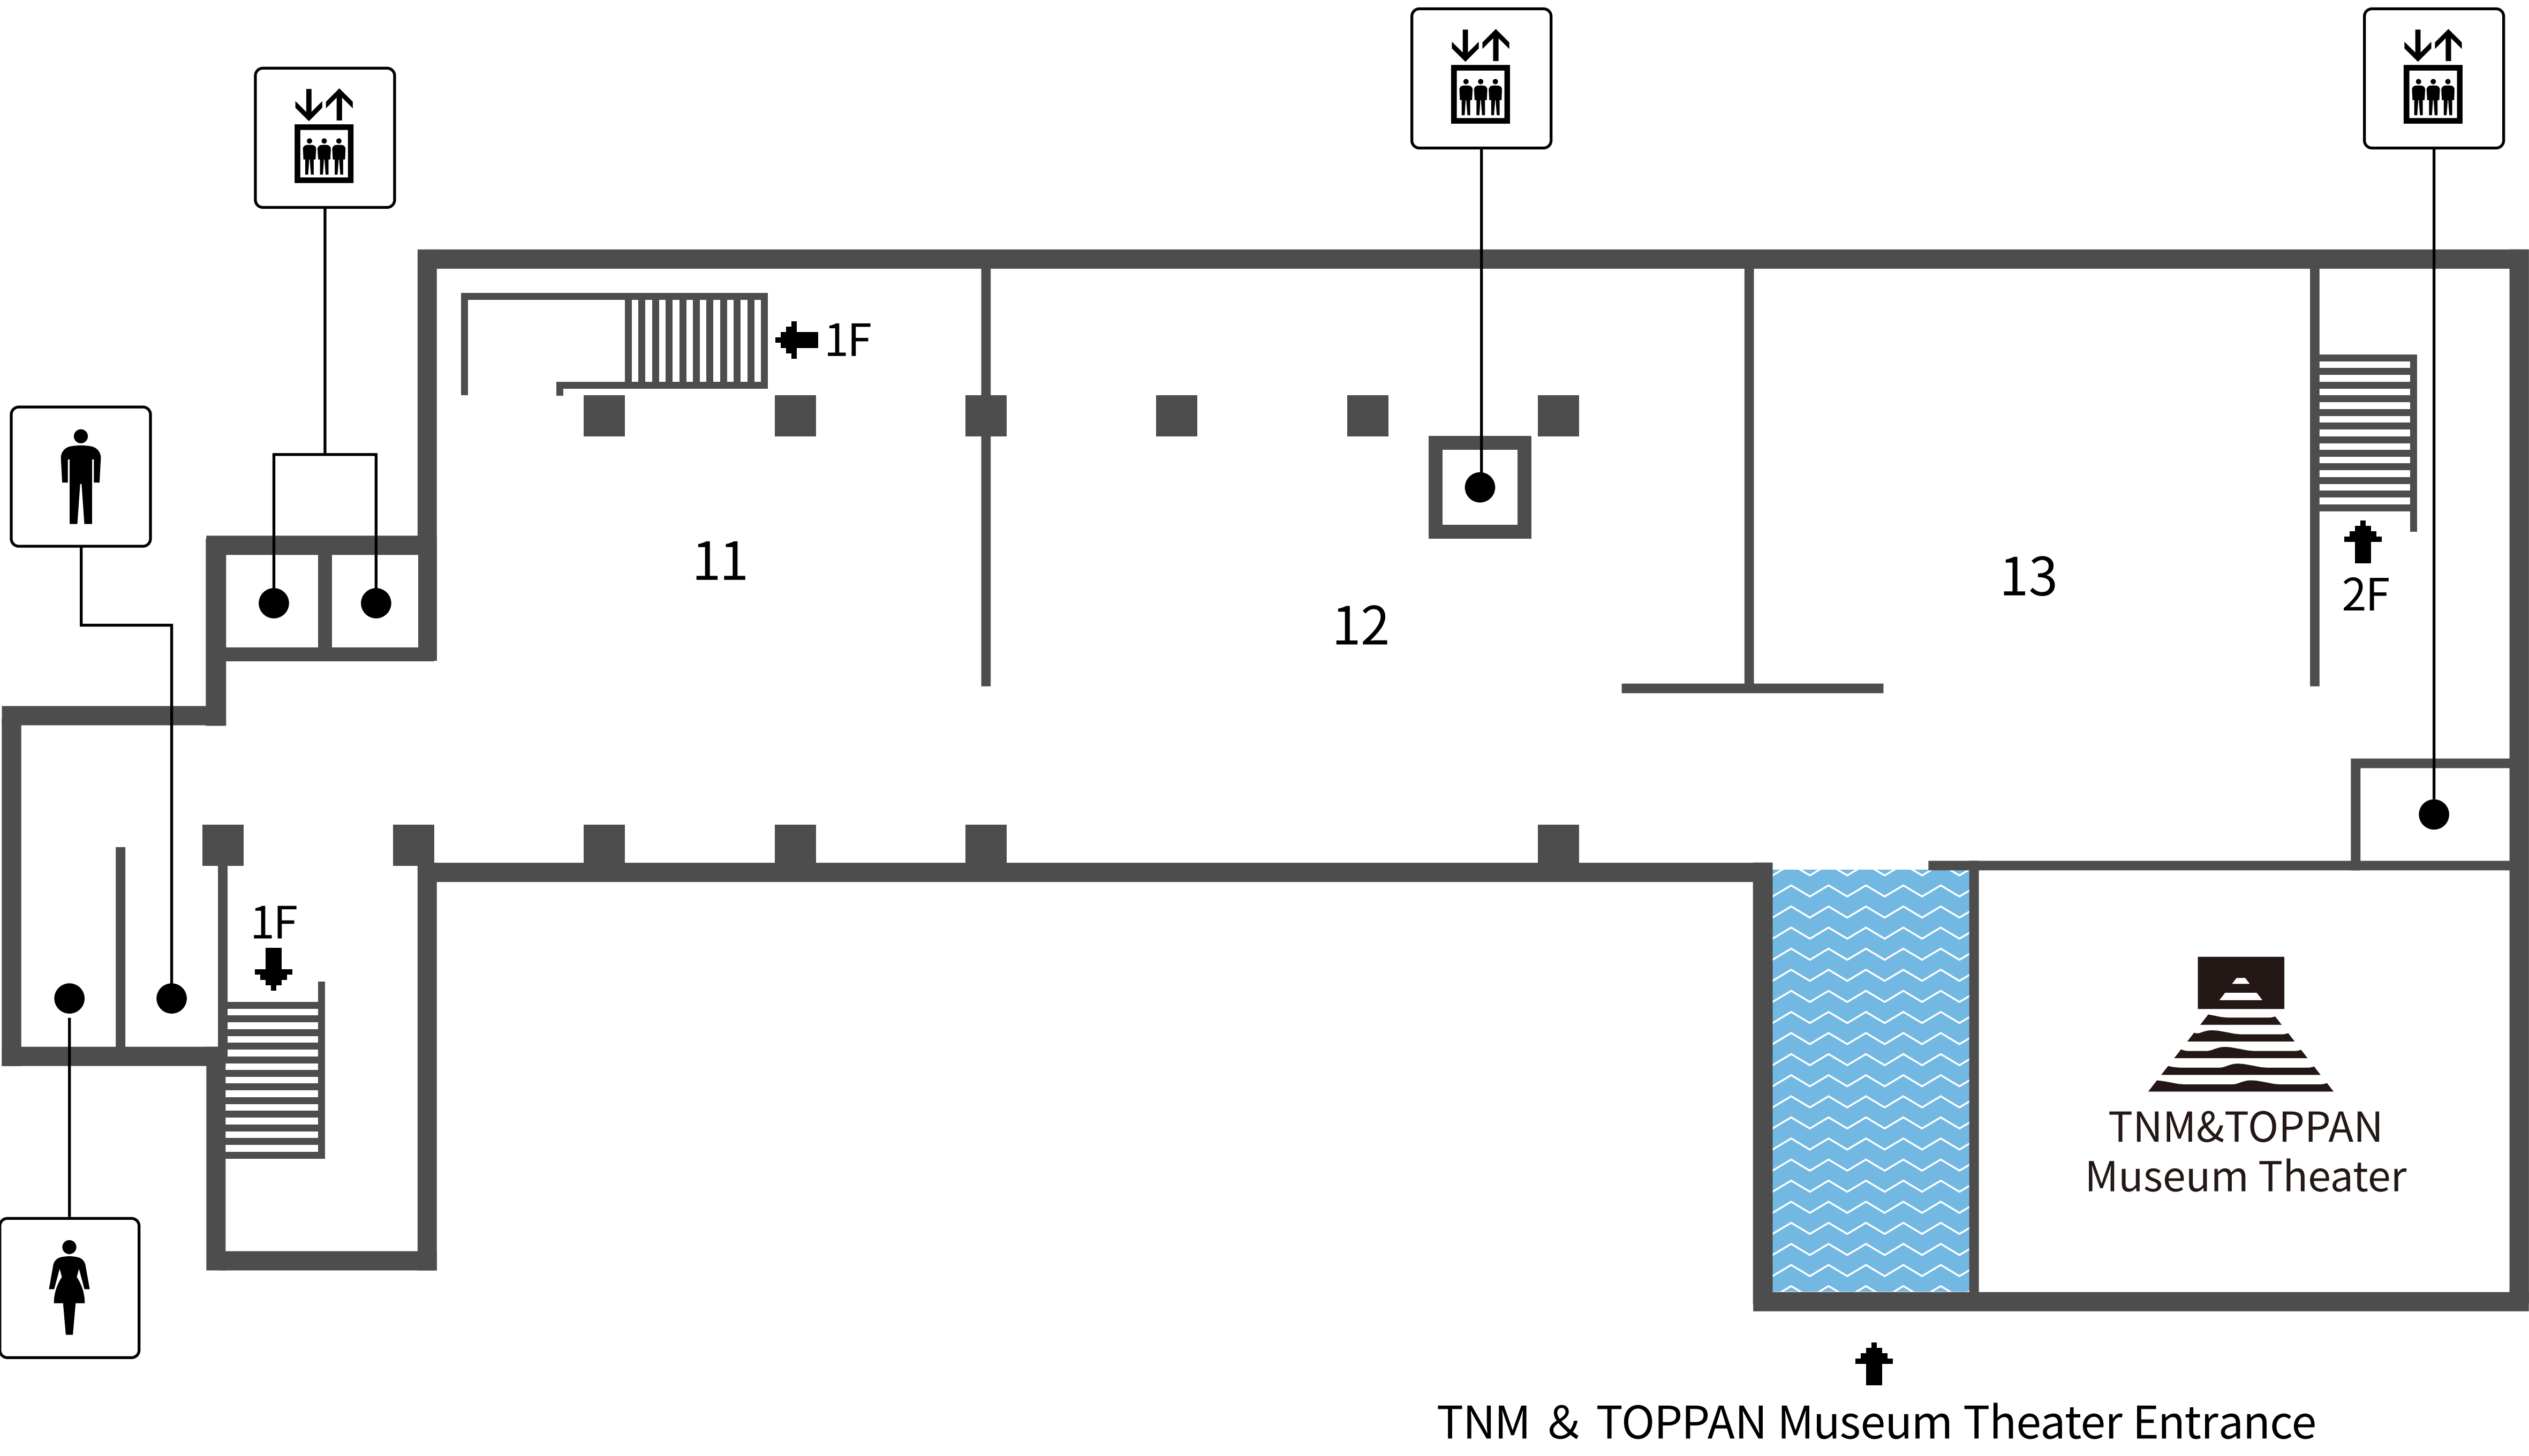 1F
11
12
13
2F
1F
TNM&TOPPAN
Museum Theater
TNM & TOPPAN Museum Theater Entrance